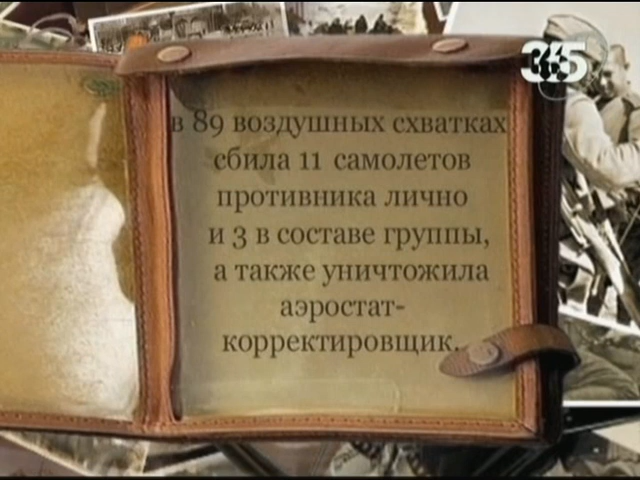 365
в 89 воздушных схватках
сбила 11 самолетов
противника лично
и 3 в составе группы,
а также уничтожила
аэростат-
корректировщик.